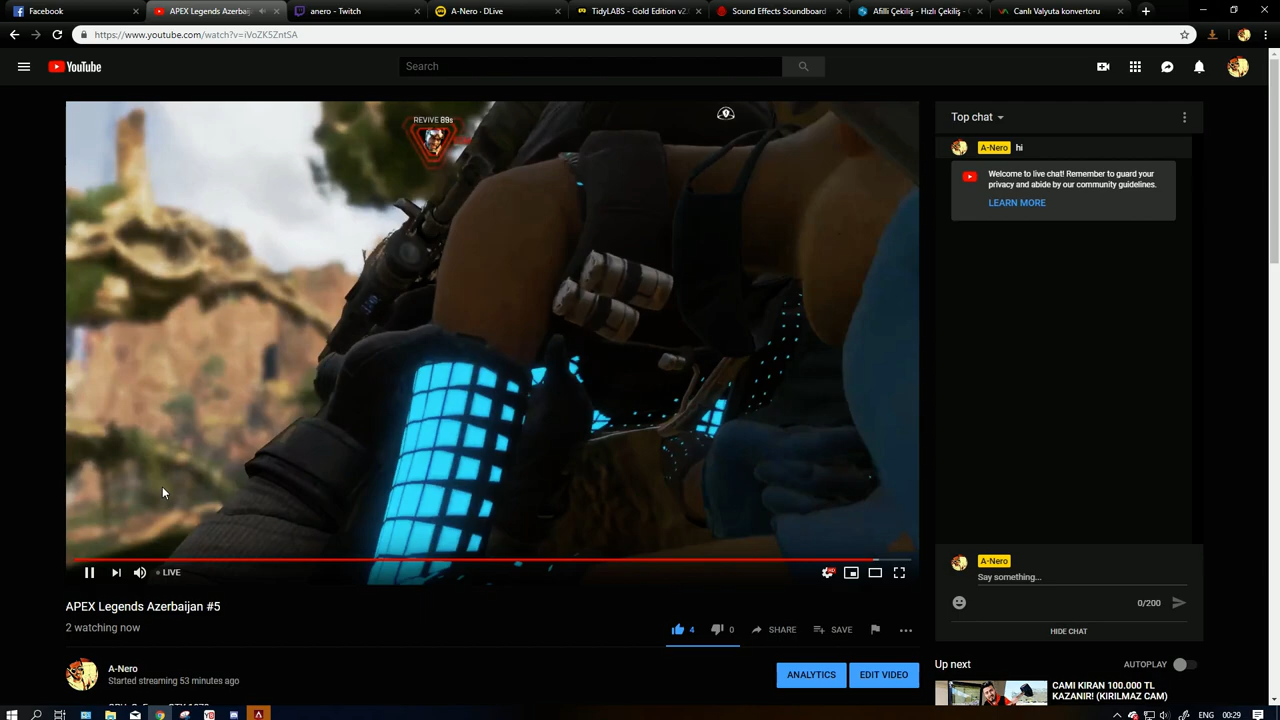 Facebook
APEX Legends Azerbaij
anero - Twitch
A-Nero · DLive
TidyLABS - Gold Edition v2.
Sound Effects Soundboard
Afilli Çekiliş - Hızlı Çekiliş -
Canlı Valyuta konvertoru
https://www.youtube.com/watch?v=iVoZK5ZntSA
YouTube
Search
REVIVE 89s
Top chat
A-Nero hi
Welcome to live chat! Remember to guard your
privacy and abide by our community guidelines.
LEARN MORE
A-Nero
Say something...
0/200
HIDE CHAT
LIVE
HD
APEX Legends Azerbaijan #5
2 watching now
4 0 SHARE SAVE
A-Nero
Started streaming 53 minutes ago
ANALYTICS EDIT VIDEO
Up next AUTOPLAY
CAMI KIRAN 100.000 TL
KAZANIR! (KIRILMAZ CAM)
ENG 00:29